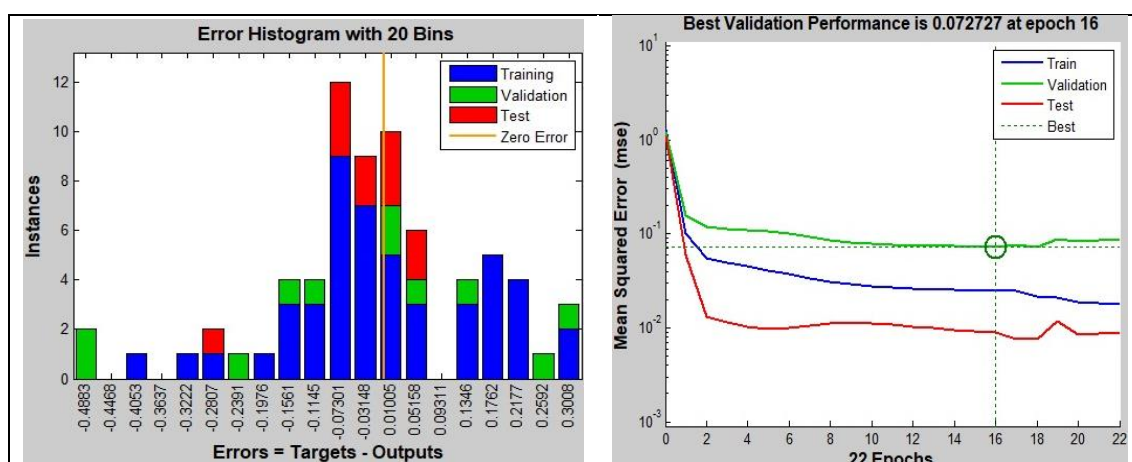 Error Histogram with 20 Bins
12
10
8
6
4
2
0
Instances
Training
Validation
Test
Zero Error
-0.4883
-0.4468
-0.4053
-0.3637
-0.3222
-0.2807
-0.2391
-0.1976
-0.1561
-0.1145
-0.07301
-0.03148
0.01005
0.05158
0.09311
0.1346
0.1762
0.2177
0.2592
0.3008
Errors = Targets - Outputs
Best Validation Performance is 0.072727 at epoch 16
10^1
10^0
10^-1
10^-2
10^-3
Mean Squared Error (mse)
Train
Validation
Test
Best
0 2 4 6 8 10 12 14 16 18 20 22
22 Epochs